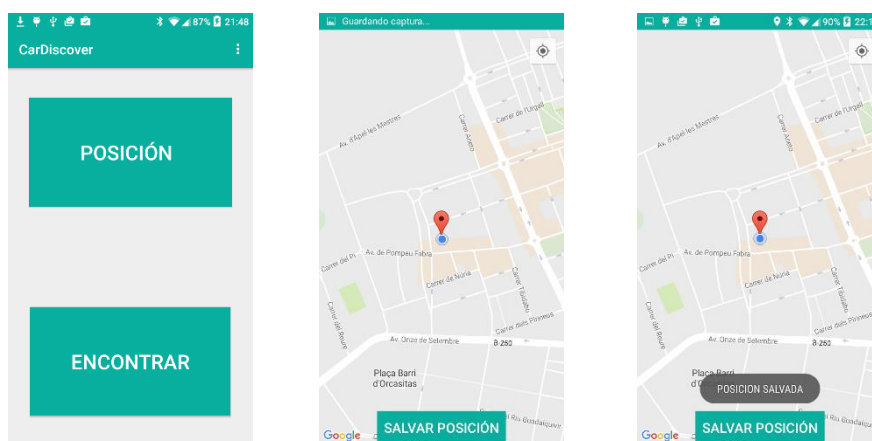 87% 21:48
CarDiscover
POSICIÓN
ENCONTRAR
Guardando captura...
Av. d'Apel·les Mestres
Carrer Aneto
Carrer de l'Urgell
Carrer del Pi
Av. de Pompeu Fabra
Carrer de Núria
Carrer Tibidabo
Carrer del Roure
Carrer dels Pirineus
Av. Onze de Setembre
B-250
Plaça Barri
d'Orcasitas
Riu Guadalquivir
SALVAR POSICIÓN
Google
90% 22:1
Av. d'Apel·les Mestres
Carrer Aneto
Carrer de l'Urgell
Carrer del Pi
Av. de Pompeu Fabra
Carrer de Núria
Carrer Tibidabo
Carrer del Roure
Carrer dels Pirineus
Av. Onze de Setembre
B-250
Plaça Barri
POSICION SALVADA
SALVAR POSICIÓN
Google